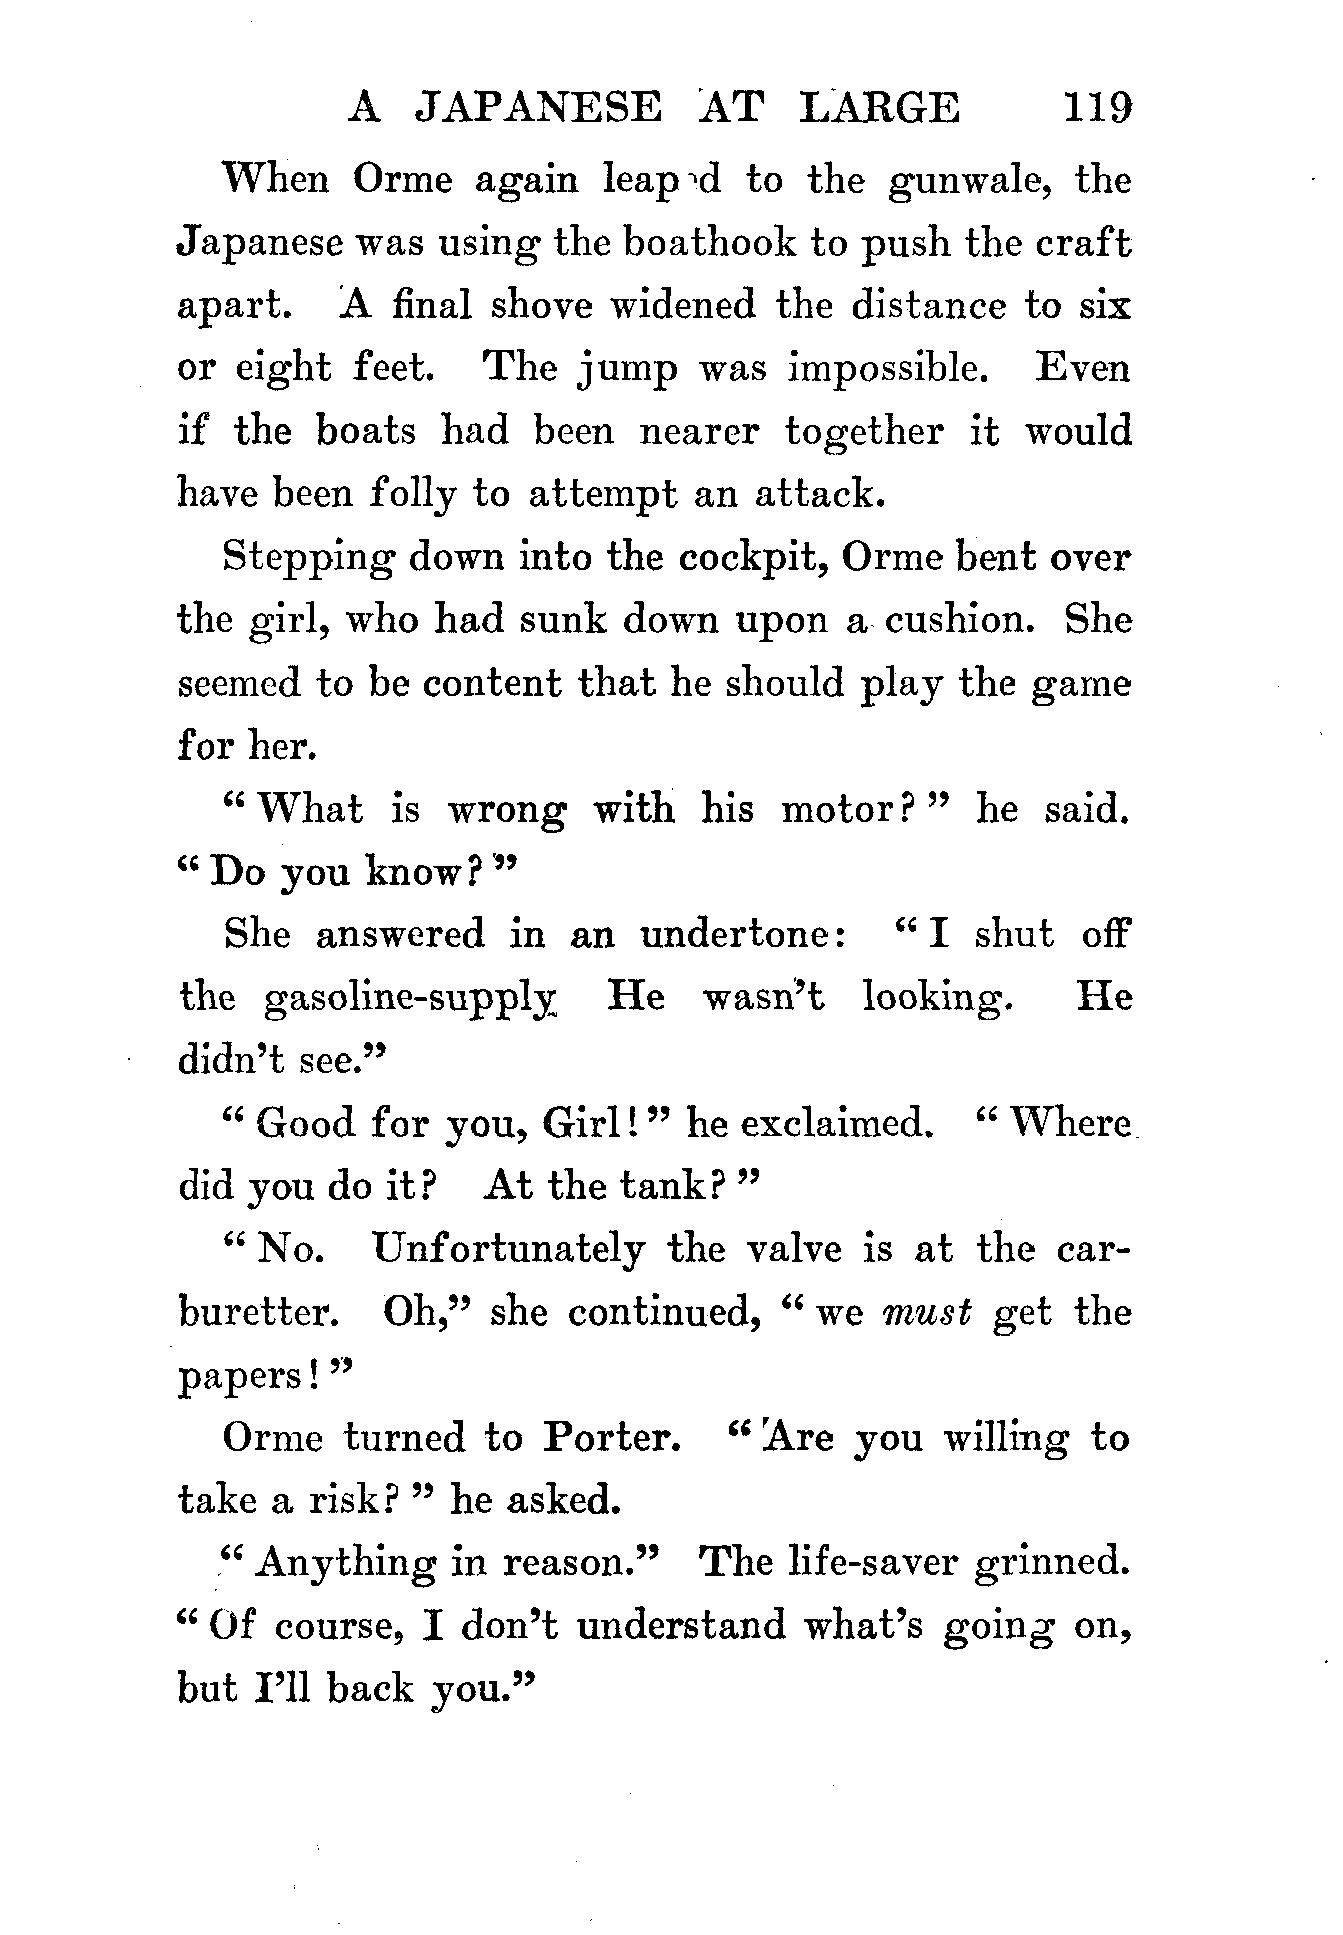 A JAPANESE AT LARGE 119
When Orme again leaped to the gunwale, the
Japanese was using the boathook to push the craft
apart. A final shove widened the distance to six
or eight feet. The jump was impossible. Even
if the boats had been nearer together it would
have been folly to attempt an attack.
Stepping down into the cockpit, Orme bent over
the girl, who had sunk down upon a cushion. She
seemed to be content that he should play the game
for her.
“ What is wrong with his motor? ” he said.
“ Do you know? ”
She answered in an undertone: “ I shut off
the gasoline-supply. He wasn’t looking. He
didn’t see.”
“ Good for you, Girl! ” he exclaimed. “ Where
did you do it? At the tank? ”
“ No. Unfortunately the valve is at the car-
buretter. Oh,” she continued, “ we must get the
papers! ”
Orme turned to Porter. “ Are you willing to
take a risk? ” he asked.
“ Anything in reason.” The life-saver grinned.
“ Of course, I don’t understand what’s going on,
but I’ll back you.”